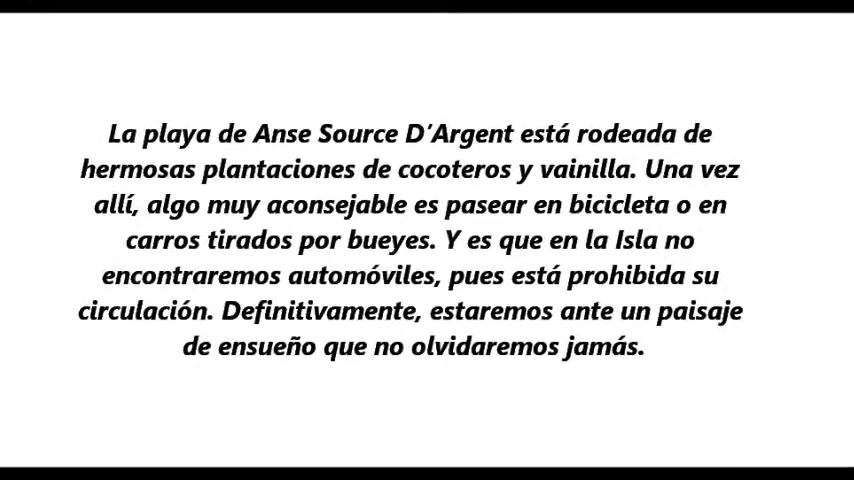 La playa de Anse Source D'Argent está rodeada de
hermosas plantaciones de cocoteros y vainilla. Una vez
allí, algo muy aconsejable es pasear en bicicleta o en
carros tirados por bueyes. Y es que en la Isla no
encontraremos automóviles, pues está prohibida su
circulación. Definitivamente, estaremos ante un paisaje
de ensueño que no olvidaremos jamás.